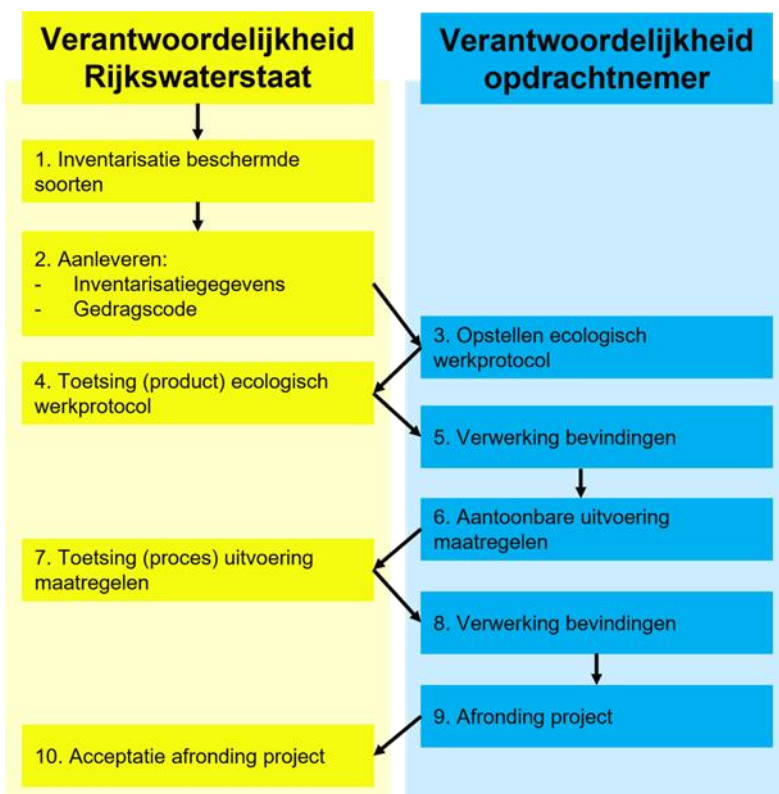 Verantwoordelijkheid
Rijkswaterstaat
Verantwoordelijkheid
opdrachtnemer
1. Inventarisatie beschermde
soorten
2. Aanleveren:
- Inventarisatiegegevens
- Gedragscode
3. Opstellen ecologisch
werkprotocol
4. Toetsing (product) ecologisch
werkprotocol
5. Verwerking bevindingen
6. Aantoonbare uitvoering
maatregelen
7. Toetsing (proces) uitvoering
maatregelen
8. Verwerking bevindingen
9. Afronding project
10. Acceptatie afronding project